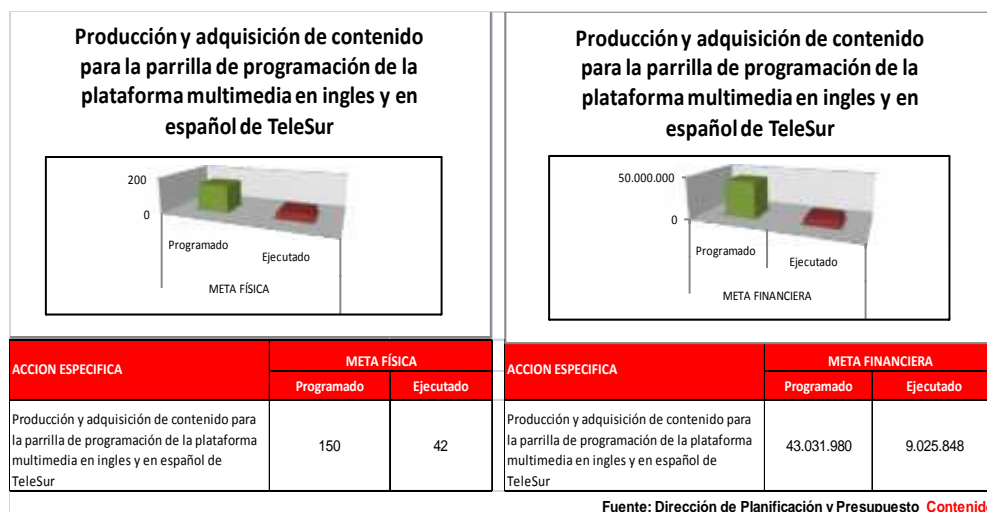 Producción y adquisición de contenido
para la parrilla de programación de la
plataforma multimedia en ingles y en
español de TeleSur
200
0
Programado
Ejecutado
META FÍSICA
Producción y adquisición de contenido
para la parrilla de programación de la
plataforma multimedia en ingles y en
español de TeleSur
50.000.000
0
Programado
Ejecutado
META FINANCIERA
ACCION ESPECIFICA
META FÍSICA
Programado Ejecutado
Producción y adquisición de contenido para
la parrilla de programación de la plataforma
multimedia en ingles y en español de
TeleSur
150 42
ACCION ESPECIFICA
META FINANCIERA
Programado Ejecutado
Producción y adquisición de contenido para
la parrilla de programación de la plataforma
multimedia en ingles y en español de
TeleSur
43.031.980 9.025.848
Fuente: Dirección de Planificación y Presupuesto Contenido